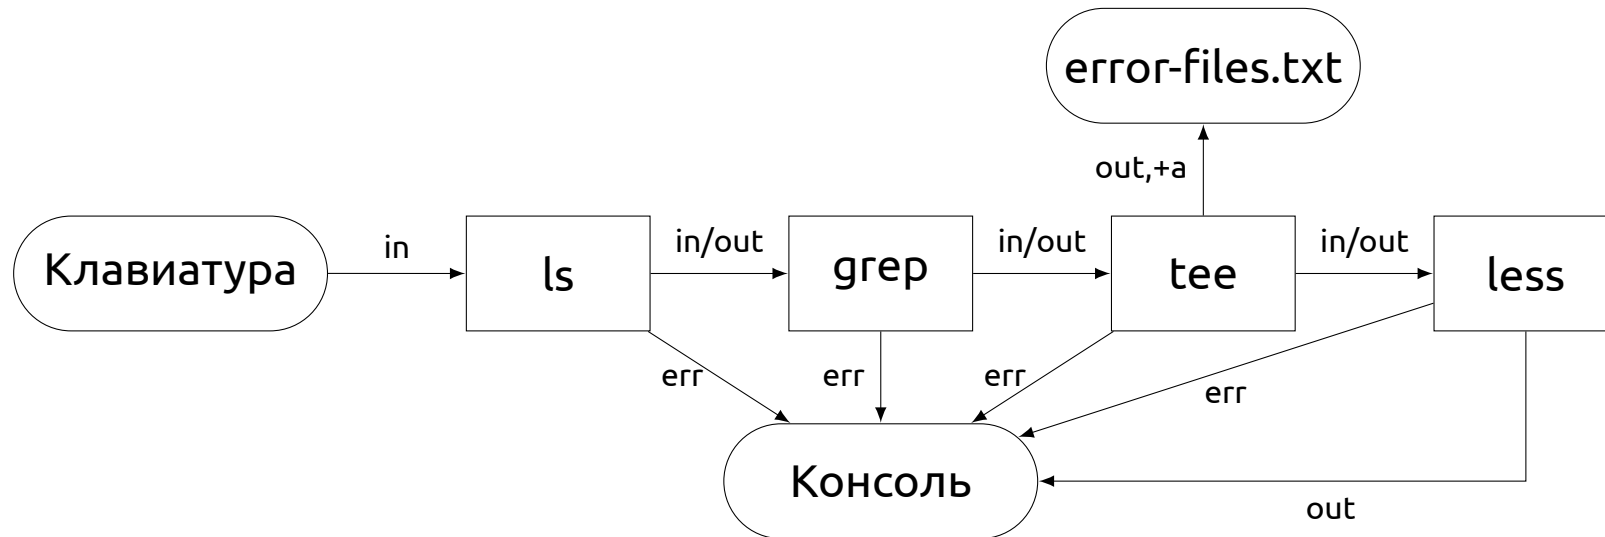 error-files.txt
out,+a
Клавиатура
in
ls
in/out
grep
in/out
tee
in/out
less
err
err
err
err
Консоль
out